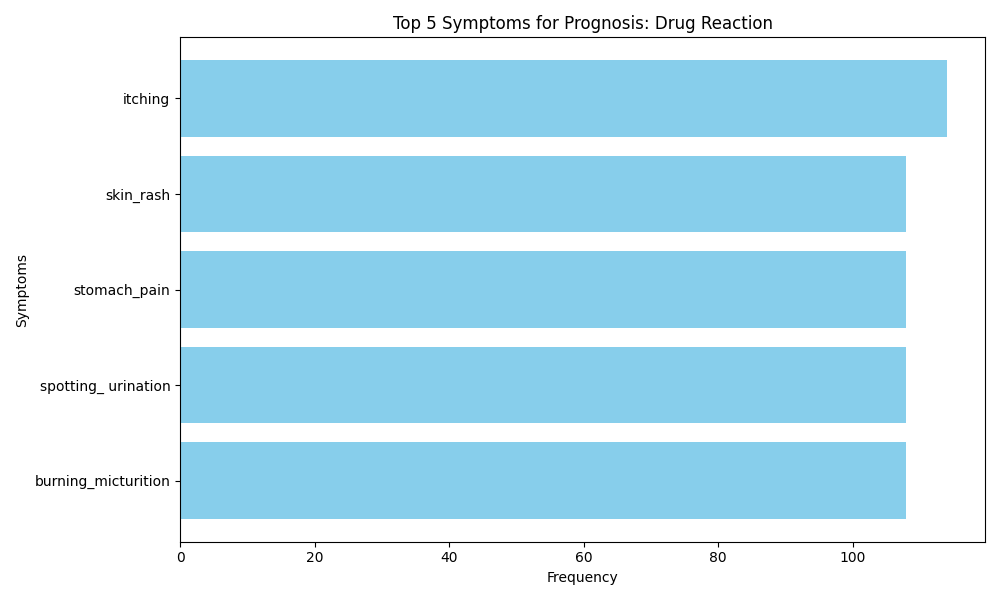 Top 5 Symptoms for Prognosis: Drug Reaction
Symptoms
itching
skin_rash
stomach_pain
spotting_ urination
burning_micturition
0 20 40 60 80 100
Frequency